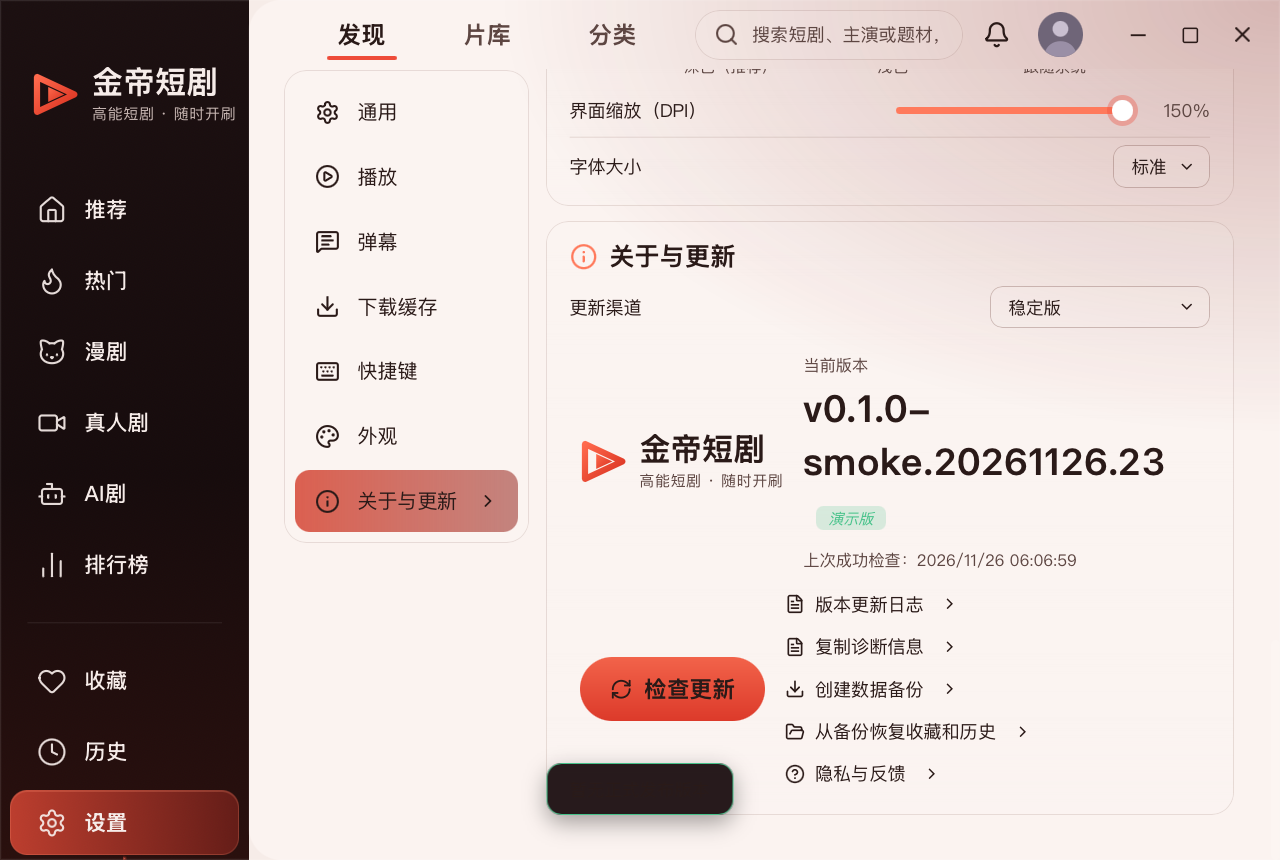 发现
片库
分类
搜索短剧、主演或题材,
金帝短剧
高能短剧 · 随时开刷
推荐
热门
漫剧
真人剧
AI剧
排行榜
收藏
历史
设置
通用
播放
弹幕
下载缓存
快捷键
外观
关于与更新
界面缩放（DPI）
150%
字体大小
标准
关于与更新
更新渠道
稳定版
金帝短剧
高能短剧 · 随时开刷
当前版本
v0.1.0–
smoke.20261126.23
演示版
上次成功检查：2026/11/26 06:06:59
检查更新
版本更新日志
复制诊断信息
创建数据备份
从备份恢复收藏和历史
隐私与反馈